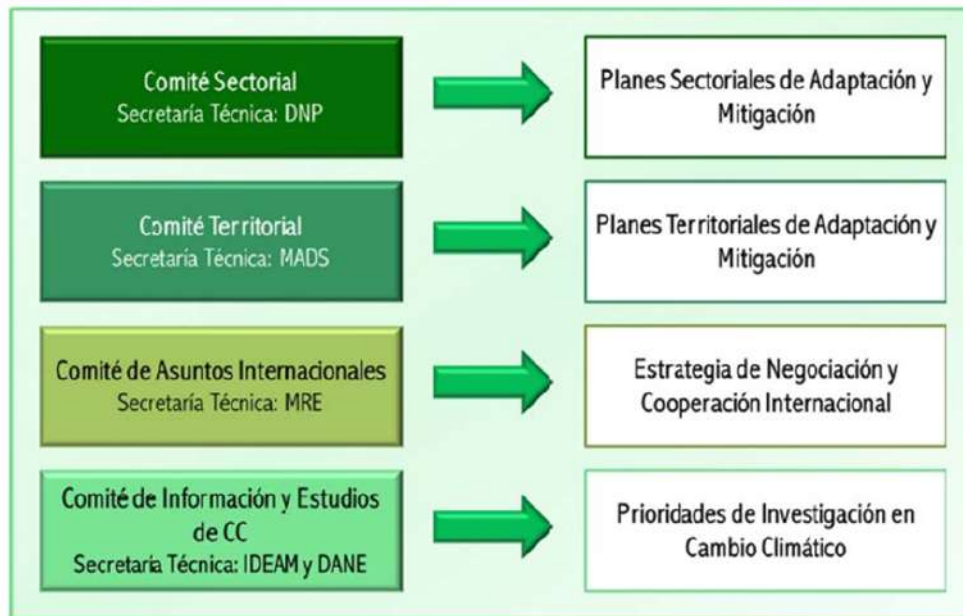 Comité Sectorial
Secretaría Técnica: DNP
Planes Sectoriales de Adaptación y
Mitigación
Comité Territorial
Secretaría Técnica: MADS
Planes Territoriales de Adaptación y
Mitigación
Comité de Asuntos Internacionales
Secretaría Técnica: MRE
Estrategia de Negociación y
Cooperación Internacional
Comité de Información y Estudios
de CC
Secretaría Técnica: IDEAM y DANE
Prioridades de Investigación en
Cambio Climático